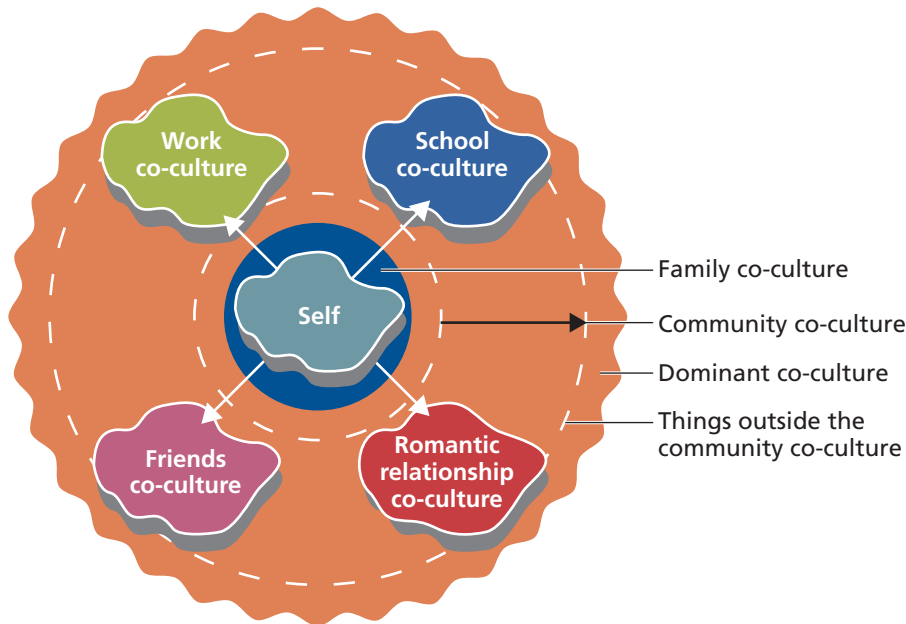 Work
co-culture
School
co-culture
Self
Friends
co-culture
Romantic
relationship
co-culture
Family co-culture
Community co-culture
Dominant co-culture
Things outside the
community co-culture